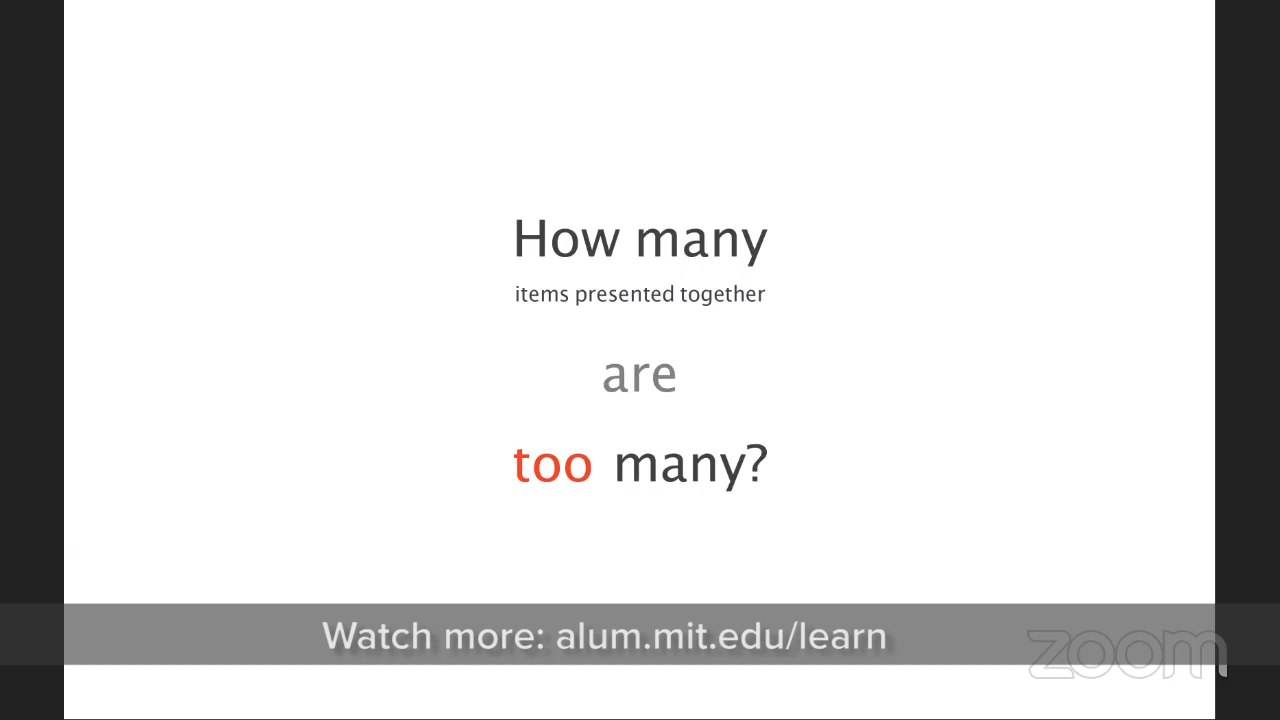 How many
items presented together
are
too many?
Watch more: alum.mit.edu/learn
zoom